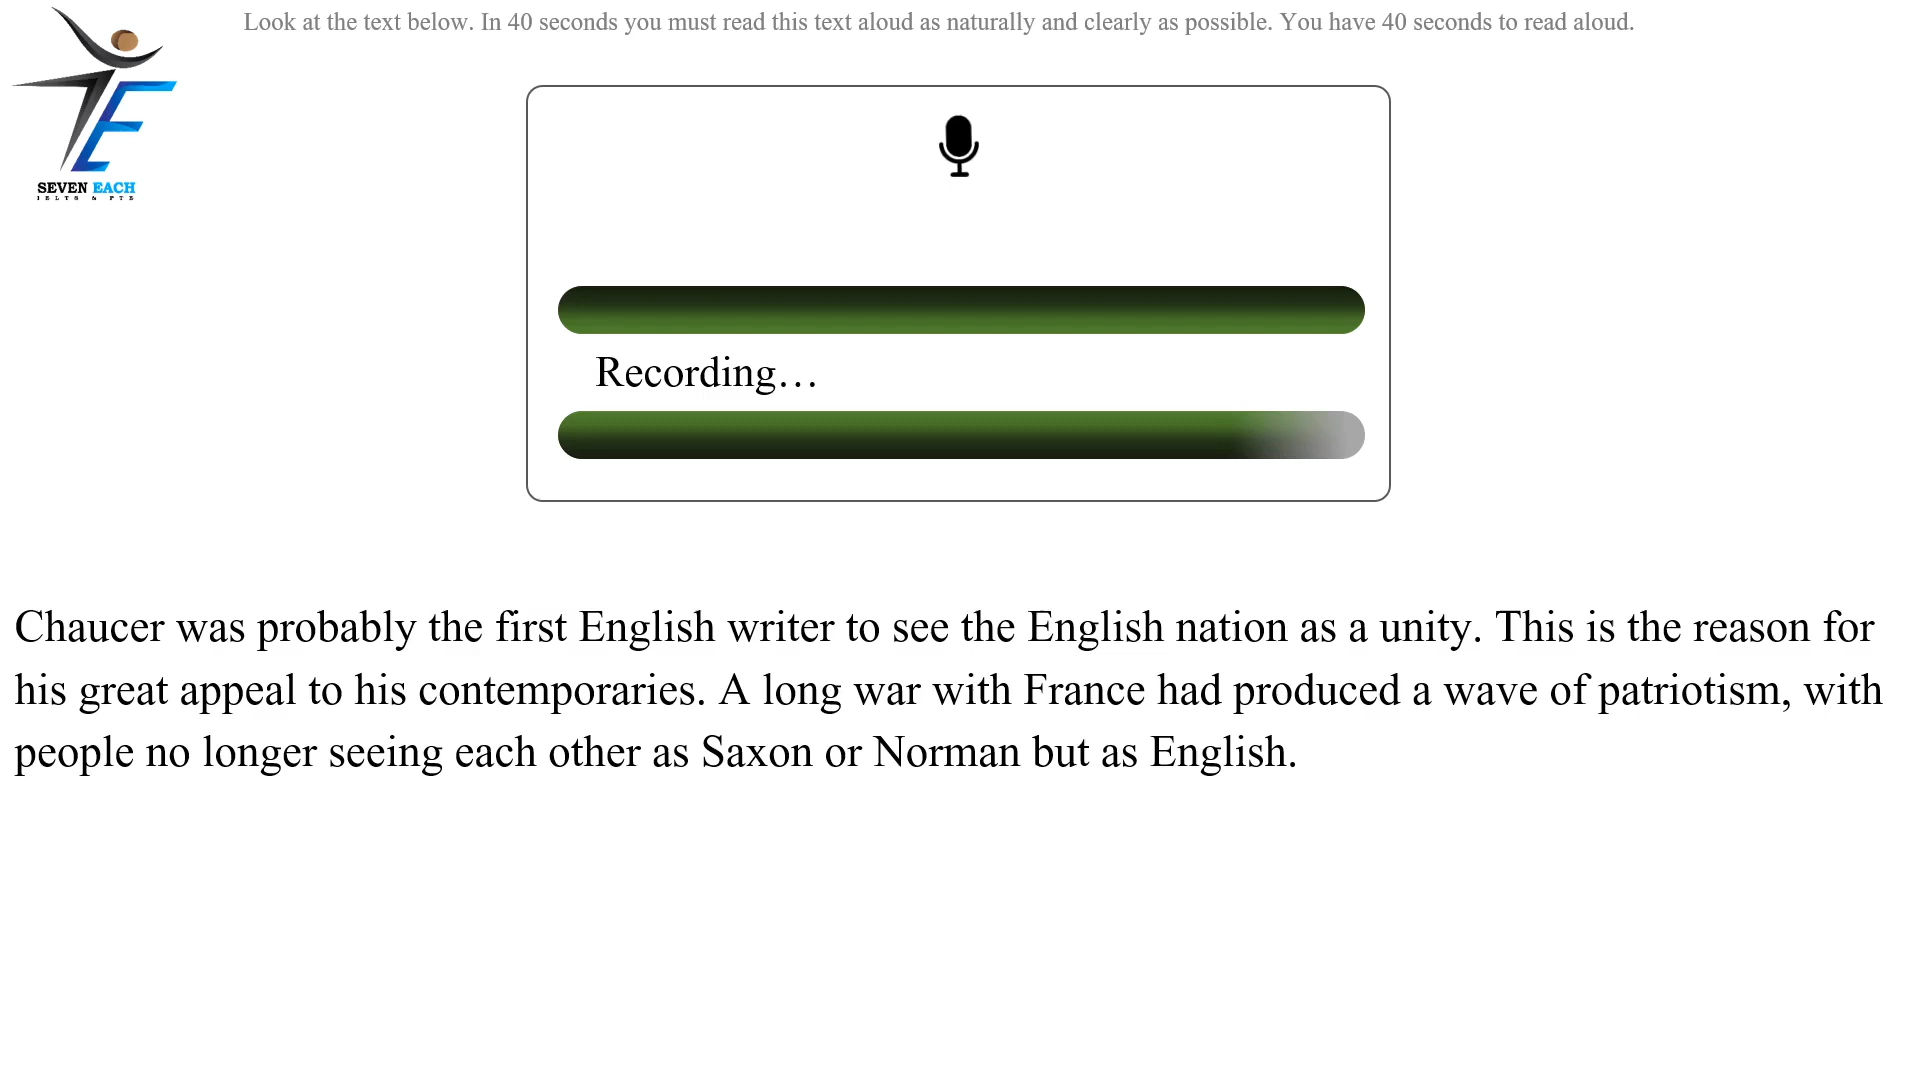 Look at the text below. In 40 seconds you must read this text aloud as naturally and clearly as possible. You have 40 seconds to read aloud.
SEVEN EACH
IELTS & PTE
Recording…
Chaucer was probably the first English writer to see the English nation as a unity. This is the reason for
his great appeal to his contemporaries. A long war with France had produced a wave of patriotism, with
people no longer seeing each other as Saxon or Norman but as English.